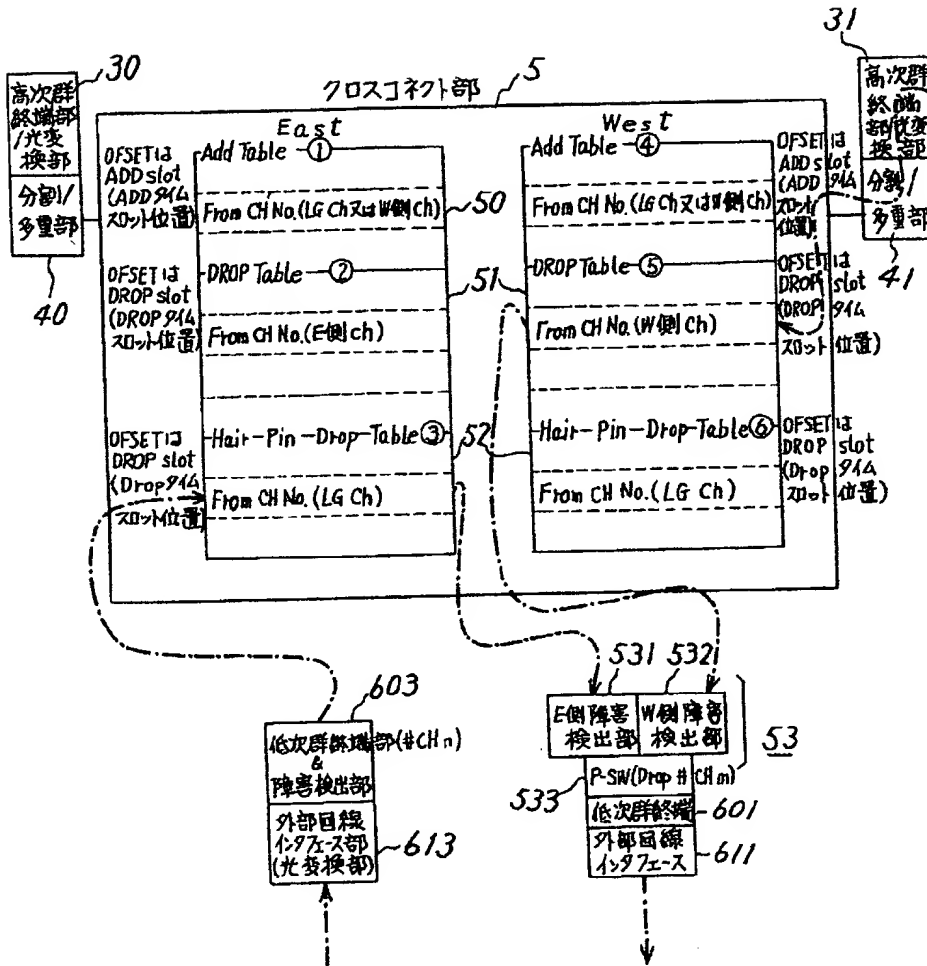 30
高次群
終端部
/光変
換部
分割/
多重部
40
クロスコネクト部
5
31
高次群
終端
部/光変
換部
分割/
多重部
41
East
OFSETは
ADD slot
(ADDタイム
スロット位置)
Add Table ①
From CH No.(LG Ch又はW側Ch)
50
OFSETは
DROP slot
(DROPタイム
スロット位置)
DROP Table ②
From CH No.(E側Ch)
51
OFSETは
DROP slot
(Dropタイム
スロット位置)
Hair-Pin-Drop-Table ③
From CH No.(LG Ch)
52
West
Add Table ④
From CH No.(LG Ch又は
側Ch)
OFSETは
ADD slot
(ADDタイム
スロット
位置)
DROP Table ⑤
From CH No.(W側Ch)
OFSETは
DROP slot
(DROPタイム
スロット位置)
Hair-Pin-Drop-Table ⑥
From CH No.(LG Ch)
OFSETは
DROP slot
(Dropタイム
スロット位置)
603
低次群終端部(#CHn)
&
障害検出部
外部回線
インタフェース部
(光変換部)
613
531
532
E側障害
検出部
W側障害
検出部
53
P-SW(Drop#CHm)
533
低次群終端
601
外部回線
インタフェース
611